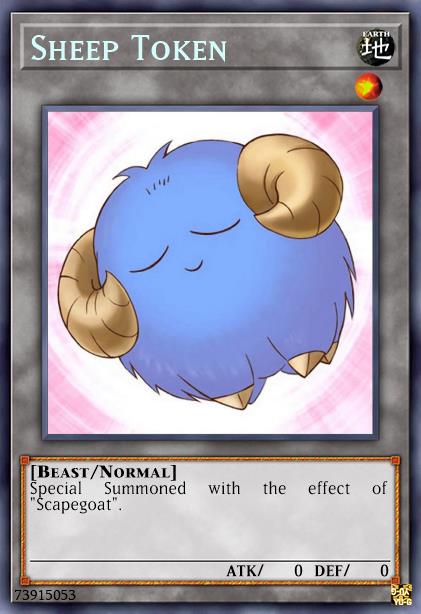 SHEEP TOKEN
EARTH
地
[BEAST/NORMAL]
Special Summoned with the effect of
"Scapegoat".
ATK/ 0 DEF/ 0
73915053